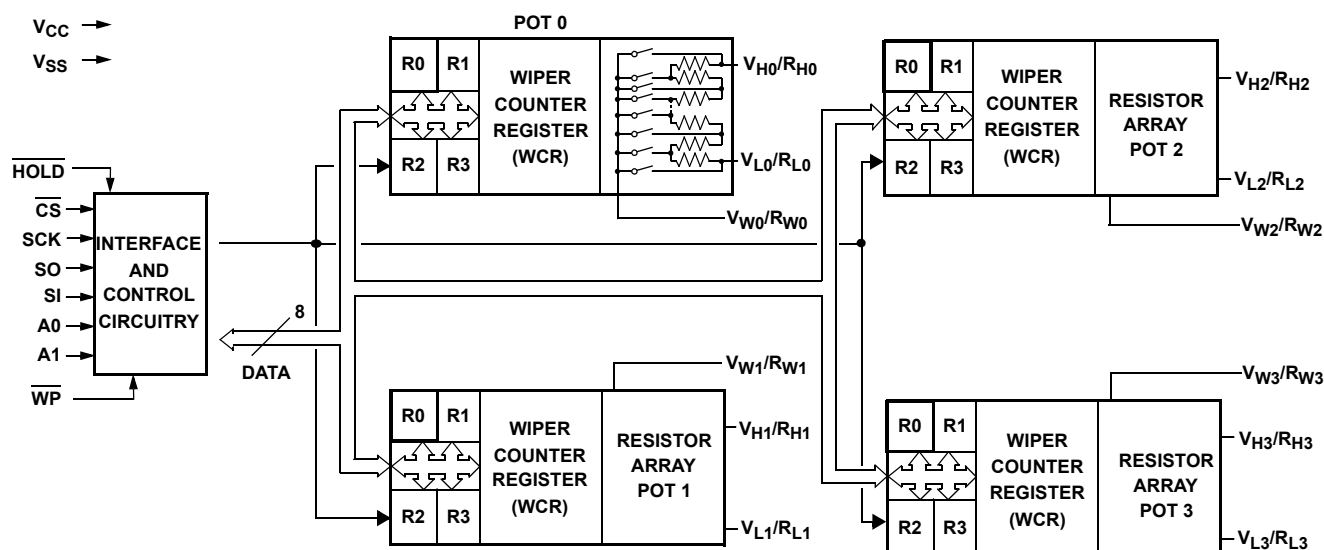 VCC
VSS
HOLD
CS
SCK
SO
SI
A0
A1
WP
INTERFACE
AND
CONTROL
CIRCUITRY
8
DATA
POT 0
R0 R1
R2 R3
WIPER
COUNTER
REGISTER
(WCR)
VH0/RH0
VL0/RL0
VW0/RW0
R0 R1
R2 R3
WIPER
COUNTER
REGISTER
(WCR)
RESISTOR
ARRAY
POT 2
VH2/RH2
VL2/RL2
VW2/RW2
VW1/RW1
R0 R1
R2 R3
WIPER
COUNTER
REGISTER
(WCR)
RESISTOR
ARRAY
POT 1
VH1/RH1
VL1/RL1
VW3/RW3
R0 R1
R2 R3
WIPER
COUNTER
REGISTER
(WCR)
RESISTOR
ARRAY
POT 3
VH3/RH3
VL3/RL3